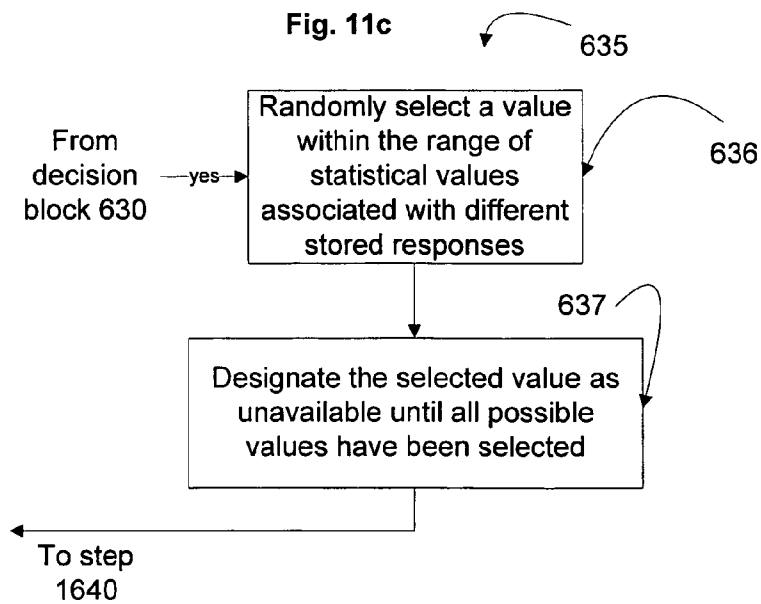 Fig. 11c
635
Randomly select a value
within the range of
statistical values
associated with different
stored responses
From
decision
block 630
yes
636
637
Designate the selected value as
unavailable until all possible
values have been selected
To step
1640